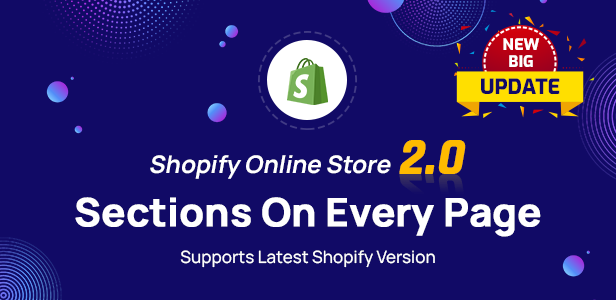 NEW
BIG
UPDATE
S
Shopify Online Store 2.0
Sections On Every Page
Supports Latest Shopify Version